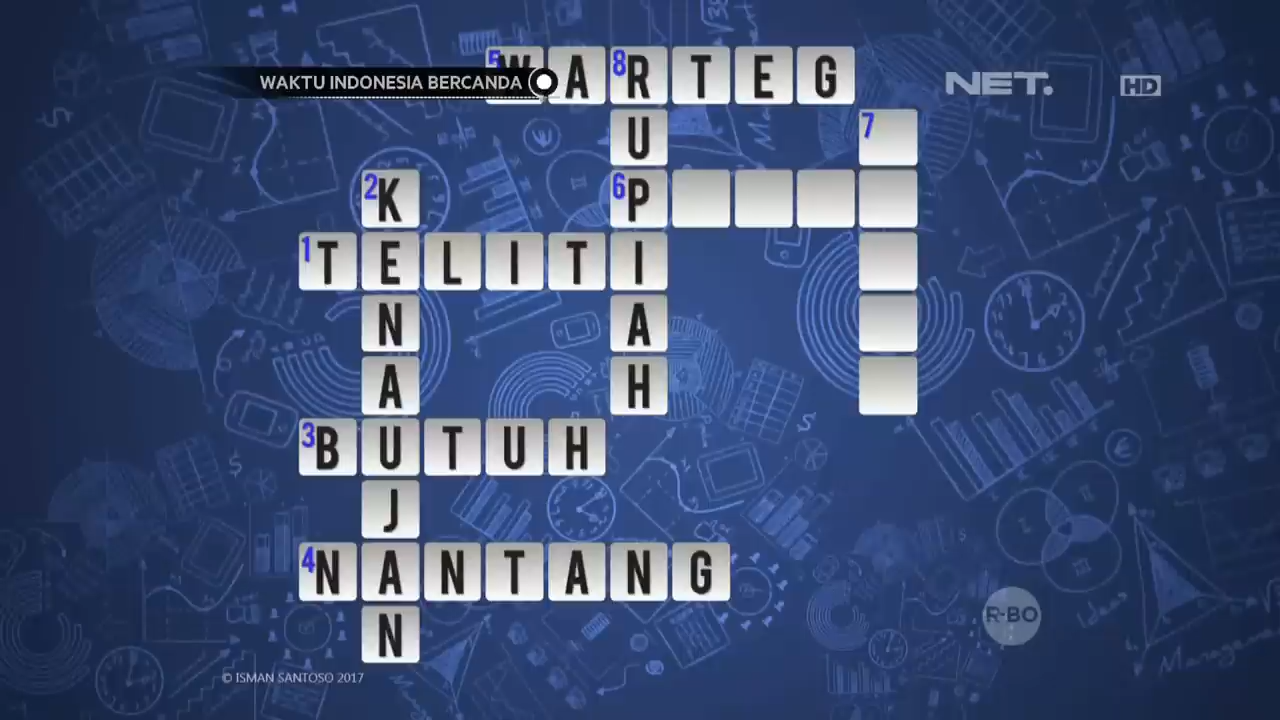 WAKTU INDONESIA BERCANDA
NET.
HD
5 W A 8 R T E G
U
7
2 K
6 P
1 T E L I T I
N
A
A
H
3 B U T U H
J
4 N A N T A N G
N
R-BO
© ISMAN SANTOSO 2017